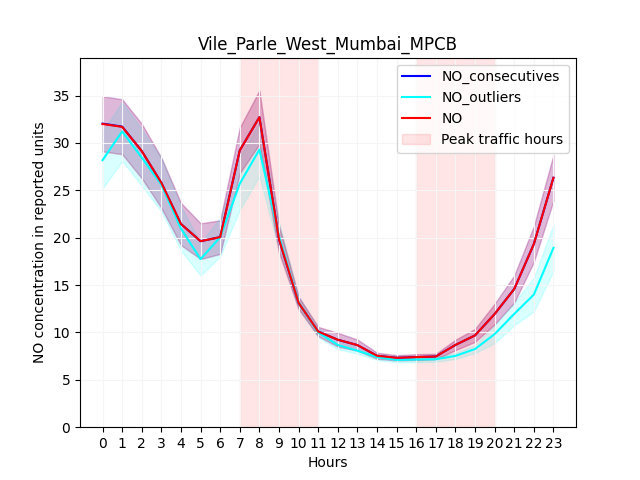 Vile_Parle_West_Mumbai_MPCB
NO_consecutives
NO_outliers
NO
Peak traffic hours
NO concentration in reported units
35
30
25
20
15
10
5
0
0 1 2 3 4 5 6 7 8 9 10 11 12 13 14 15 16 17 18 19 20 21 22 23
Hours